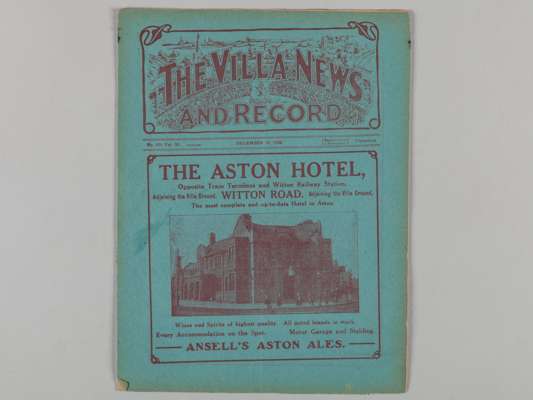 THE VILLA NEWS
AND RECORD
DECEMBER
THE ASTON HOTEL,
Opposite Tram Terminus and Witton Railway Station.
Adjoining the Villa Ground. WITTON ROAD. Adjoining the Villa Ground.
The most complete and up-to-date Hotel in Aston
Wines and Spirits of highest quality. All noted brands in stock.
Every Accommodation on the Spot. Motor Garage and Stabling
ANSELL'S ASTON ALES.